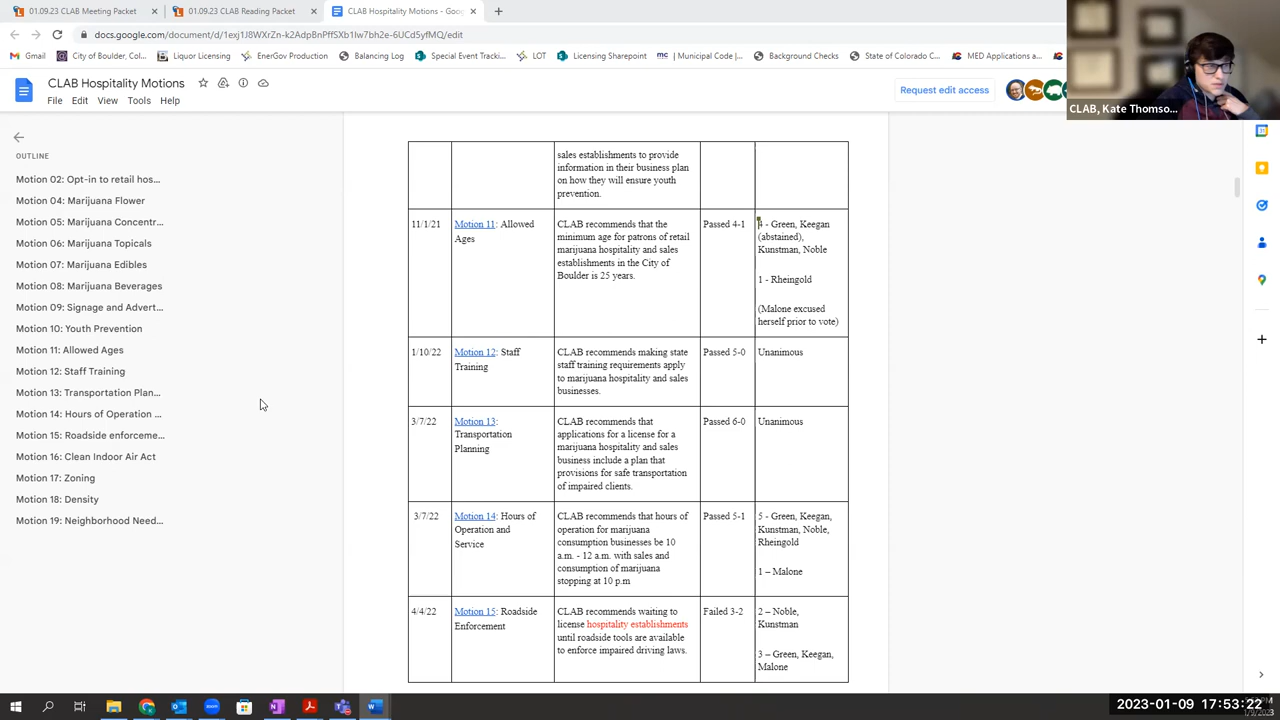 01.09.23 CLAB Meeting Packet
01.09.23 CLAB Reading Packet
CLAB Hospitality Motions - Goo
docs.google.com/document/d/1exj1J8WXrZn-k2AdpBnPffSXb1Iw7bh2e-6UCd5yfMQ/edit
Gmail
City of Boulder, Col...
Liquor Licensing
EnerGov Production
Balancing Log
Special Event Tracki...
LOT
Licensing Sharepoint
| Municipal Code |...
Background Checks
State of Colorado C...
MED Applications a
CLAB, Kate Thomso...
CLAB Hospitality Motions
File Edit View Tools Help
Request edit access
OUTLINE
Motion 02: Opt-in to retail hos...
Motion 04: Marijuana Flower
Motion 05: Marijuana Concentr...
Motion 06: Marijuana Topicals
Motion 07: Marijuana Edibles
Motion 08: Marijuana Beverages
Motion 09: Signage and Advert...
Motion 10: Youth Prevention
Motion 11: Allowed Ages
Motion 12: Staff Training
Motion 13: Transportation Plan...
Motion 14: Hours of Operation ...
Motion 15: Roadside enforceme...
Motion 16: Clean Indoor Air Act
Motion 17: Zoning
Motion 18: Density
Motion 19: Neighborhood Need...
sales establishments to provide
information in their business plan
on how they will ensure youth
prevention.
11/1/21
Motion 11: Allowed
Ages
CLAB recommends that the
minimum age for patrons of retail
marijuana hospitality and sales
establishments in the City of
Boulder is 25 years.
Passed 4-1
4 - Green, Keegan
(abstained),
Kunstman, Noble
1 - Rheingold
(Malone excused
herself prior to vote)
1/10/22
Motion 12: Staff
Training
CLAB recommends making state
staff training requirements apply
to marijuana hospitality and sales
businesses.
Passed 5-0
Unanimous
3/7/22
Motion 13:
Transportation
Planning
CLAB recommends that
applications for a license for a
marijuana hospitality and sales
business include a plan that
provisions for safe transportation
of impaired clients.
Passed 6-0
Unanimous
3/7/22
Motion 14: Hours of
Operation and
Service
CLAB recommends that hours of
operation for marijuana
consumption businesses be 10
a.m. - 12 a.m. with sales and
consumption of marijuana
stopping at 10 p.m
Passed 5-1
5 - Green, Keegan,
Kunstman, Noble,
Rheingold
1 – Malone
4/4/22
Motion 15: Roadside
Enforcement
CLAB recommends waiting to
license hospitality establishments
until roadside tools are available
to enforce impaired driving laws.
Failed 3-2
2 – Noble,
Kunstman
3 – Green, Keegan,
Malone
2023-01-09 17:53:22